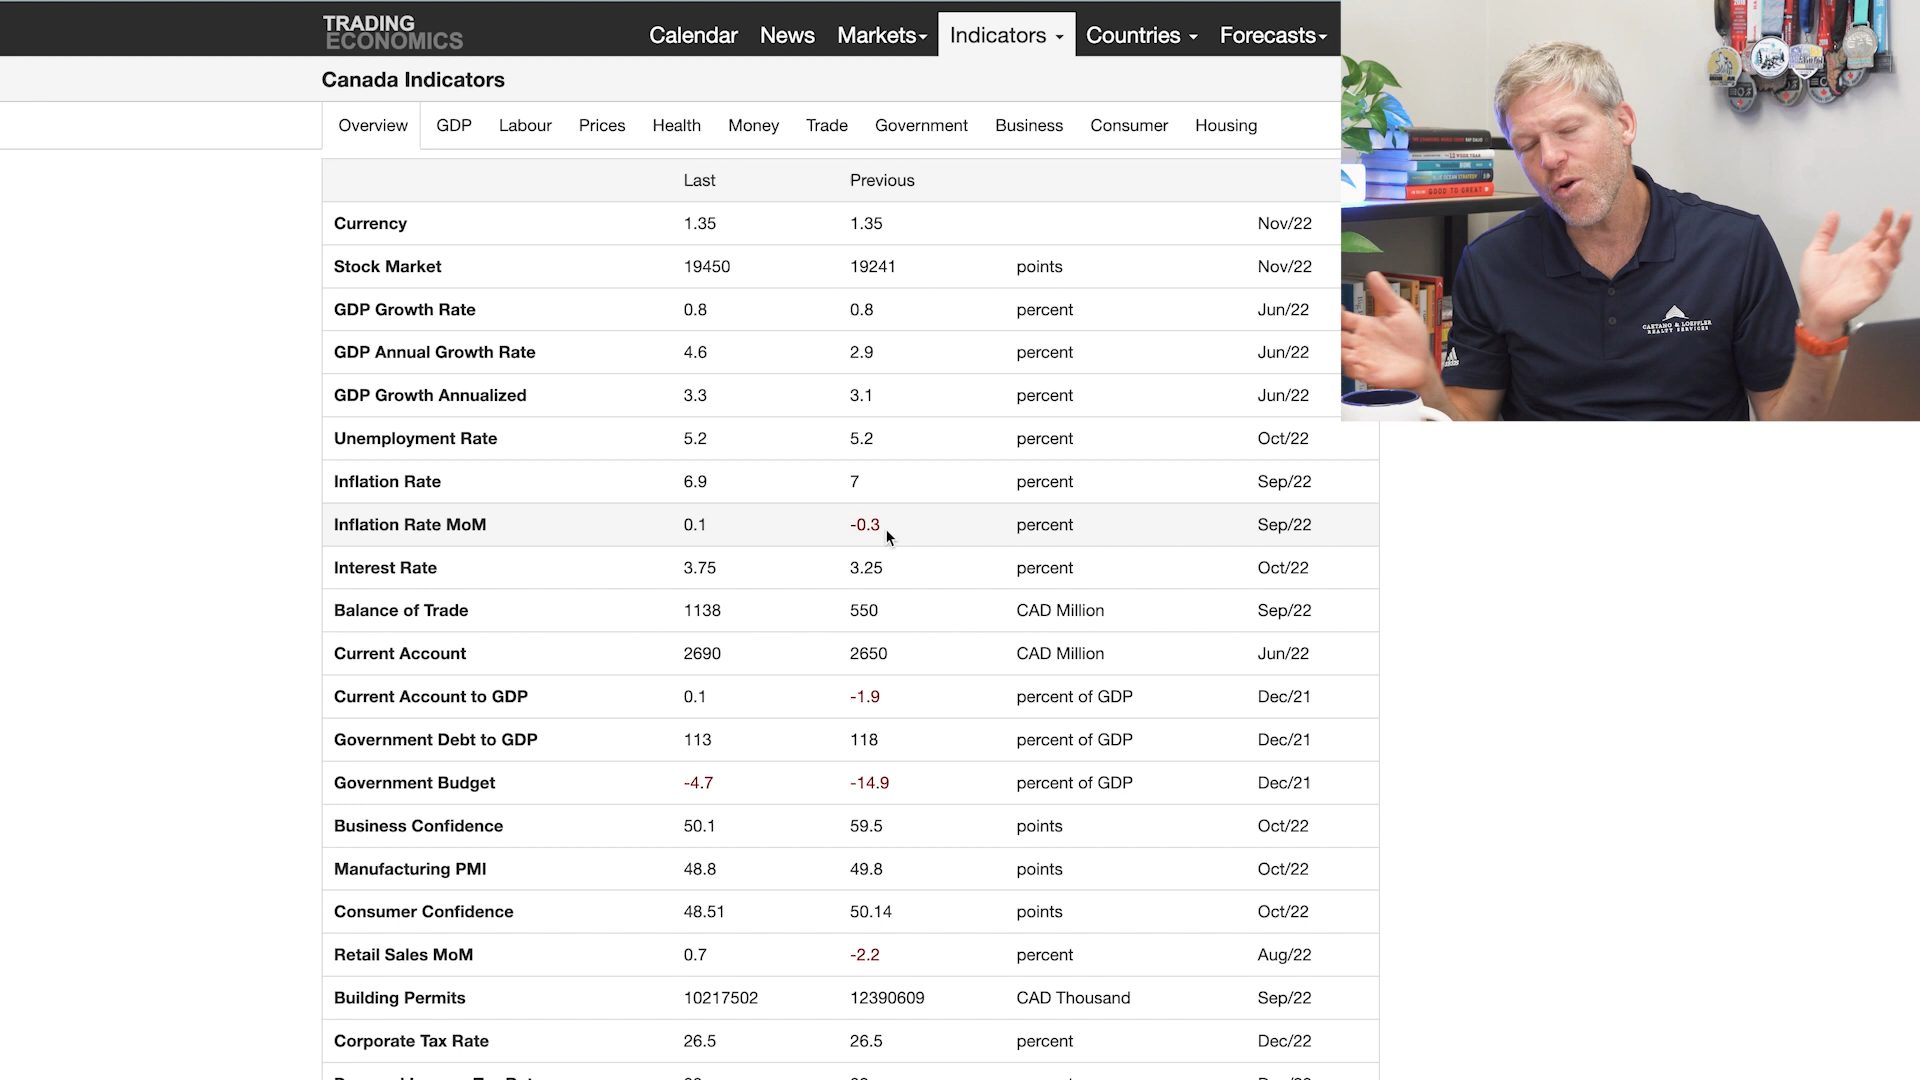 TRADING
ECONOMICS
Calendar News Markets Indicators Countries Forecasts
Canada Indicators
Overview GDP Labour Prices Health Money Trade Government Business Consumer Housing
Last Previous
Currency 1.35 1.35 Nov/22
Stock Market 19450 19241 points Nov/22
GDP Growth Rate 0.8 0.8 percent Jun/22
GDP Annual Growth Rate 4.6 2.9 percent Jun/22
GDP Growth Annualized 3.3 3.1 percent Jun/22
Unemployment Rate 5.2 5.2 percent Oct/22
Inflation Rate 6.9 7 percent Sep/22
Inflation Rate MoM 0.1 -0.3 percent Sep/22
Interest Rate 3.75 3.25 percent Oct/22
Balance of Trade 1138 550 CAD Million Sep/22
Current Account 2690 2650 CAD Million Jun/22
Current Account to GDP 0.1 -1.9 percent of GDP Dec/21
Government Debt to GDP 113 118 percent of GDP Dec/21
Government Budget -4.7 -14.9 percent of GDP Dec/21
Business Confidence 50.1 59.5 points Oct/22
Manufacturing PMI 48.8 49.8 points Oct/22
Consumer Confidence 48.51 50.14 points Oct/22
Retail Sales MoM 0.7 -2.2 percent Aug/22
Building Permits 10217502 12390609 CAD Thousand Sep/22
Corporate Tax Rate 26.5 26.5 percent Dec/22
BLUE OCEAN STRATEGY
GOOD TO GREAT
CAETANO & LOEFFLER
REALTY SERVICES